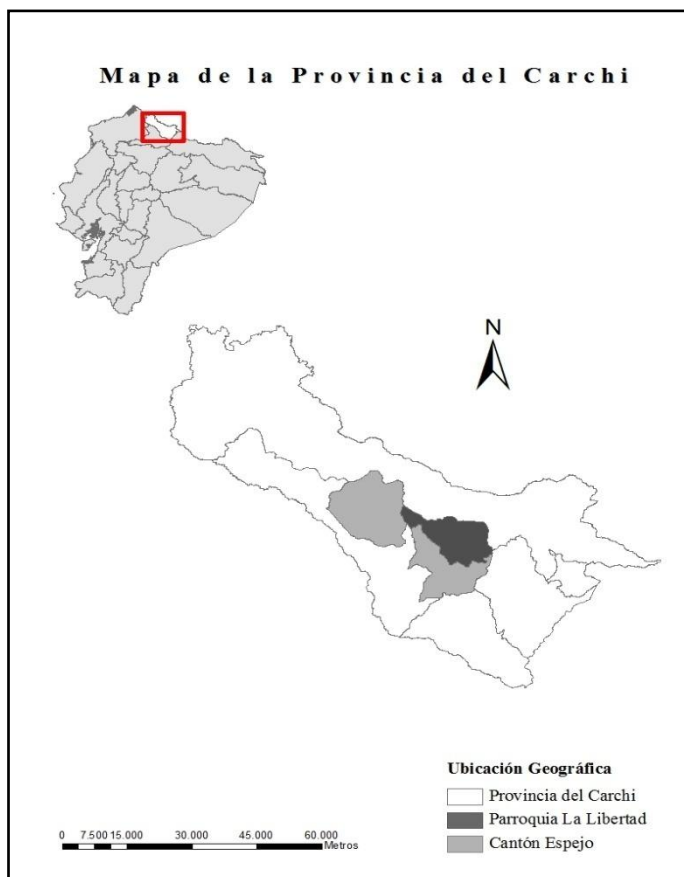 Mapa de la Provincia del Carchi
N
Ubicación Geográfica
Provincia del Carchi
Parroquia La Libertad
Cantón Espejo
0 7.500 15.000 30.000 45.000 60.000
Metros